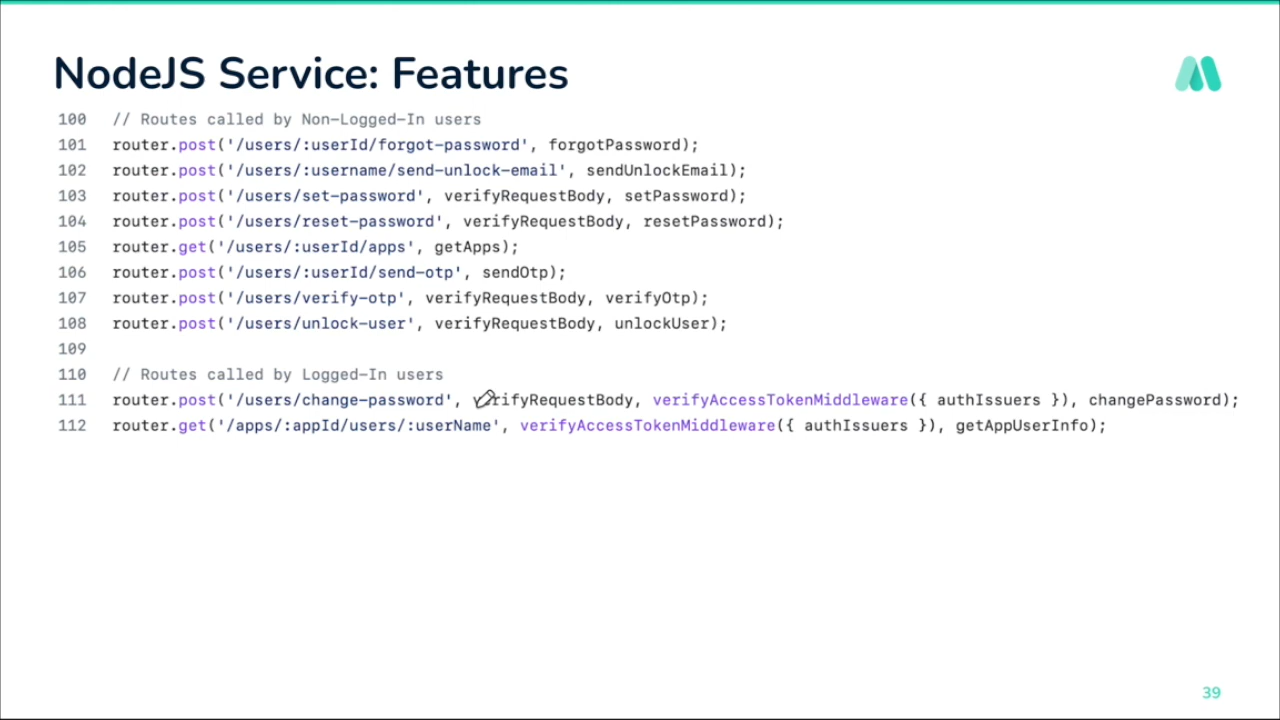 NodeJS Service: Features
100 // Routes called by Non-Logged-In users
101 router.post('/users/:userId/forgot-password', forgotPassword);
102 router.post('/users/:username/send-unlock-email', sendUnlockEmail);
103 router.post('/users/set-password', verifyRequestBody, setPassword);
104 router.post('/users/reset-password', verifyRequestBody, resetPassword);
105 router.get('/users/:userId/apps', getApps);
106 router.post('/users/:userId/send-otp', sendOtp);
107 router.post('/users/verify-otp', verifyRequestBody, verifyOtp);
108 router.post('/users/unlock-user', verifyRequestBody, unlockUser);
109
110 // Routes called by Logged-In users
111 router.post('/users/change-password', verifyRequestBody, verifyAccessTokenMiddleware({ authIssuers }), changePassword);
112 router.get('/apps/:appId/users/:userName', verifyAccessTokenMiddleware({ authIssuers }), getAppUserInfo);
39